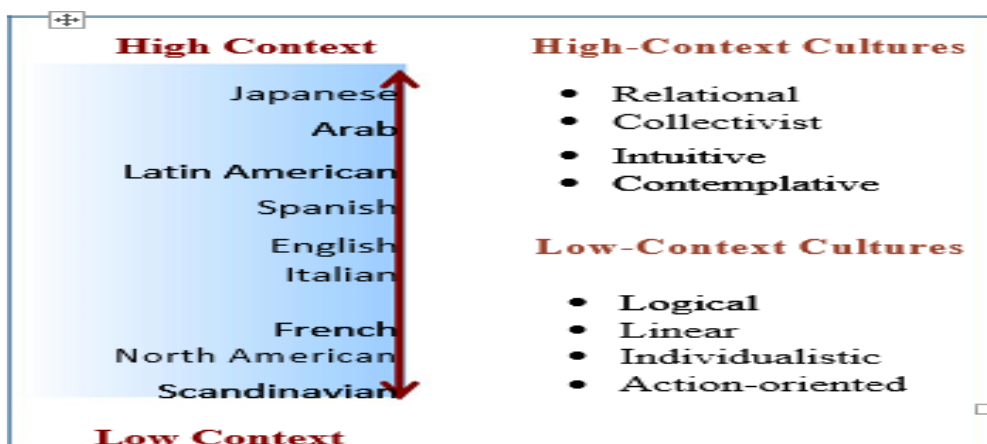 High Context
Japanese
Arab
Latin American
Spanish
English
Italian
French
North American
Scandinavian
Low Context
High-Context Cultures
• Relational
• Collectivist
• Intuitive
• Contemplative
Low-Context Cultures
• Logical
• Linear
• Individualistic
• Action-oriented